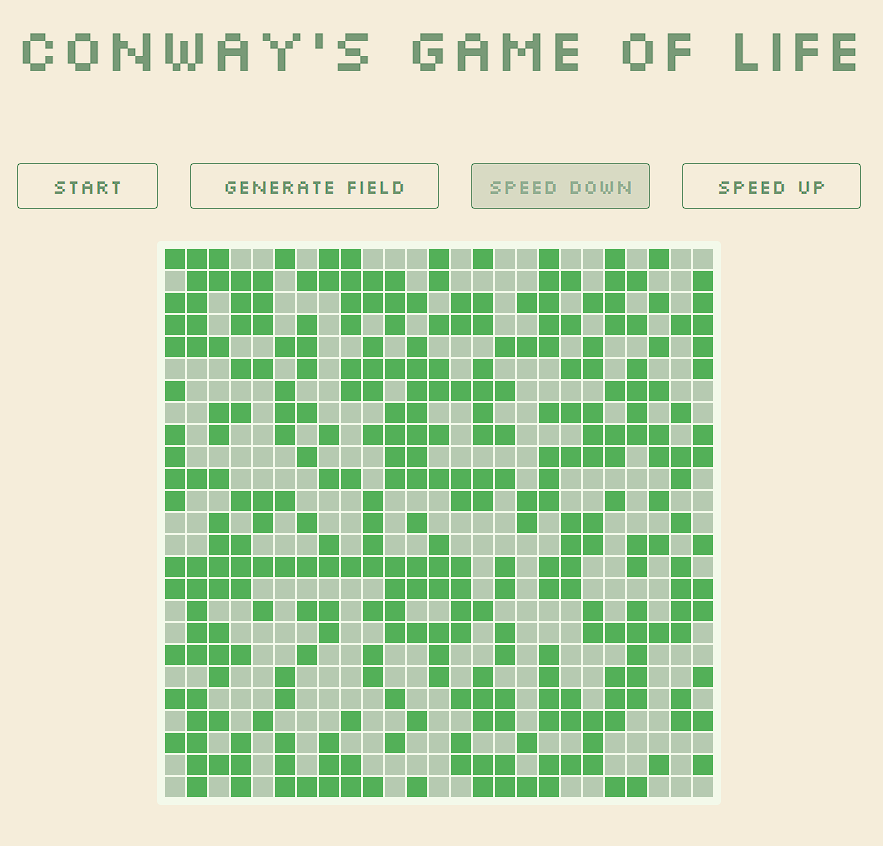 CONWAY'S GAME OF LIFE
START
GENERATE FIELD
SPEED DOWN
SPEED UP